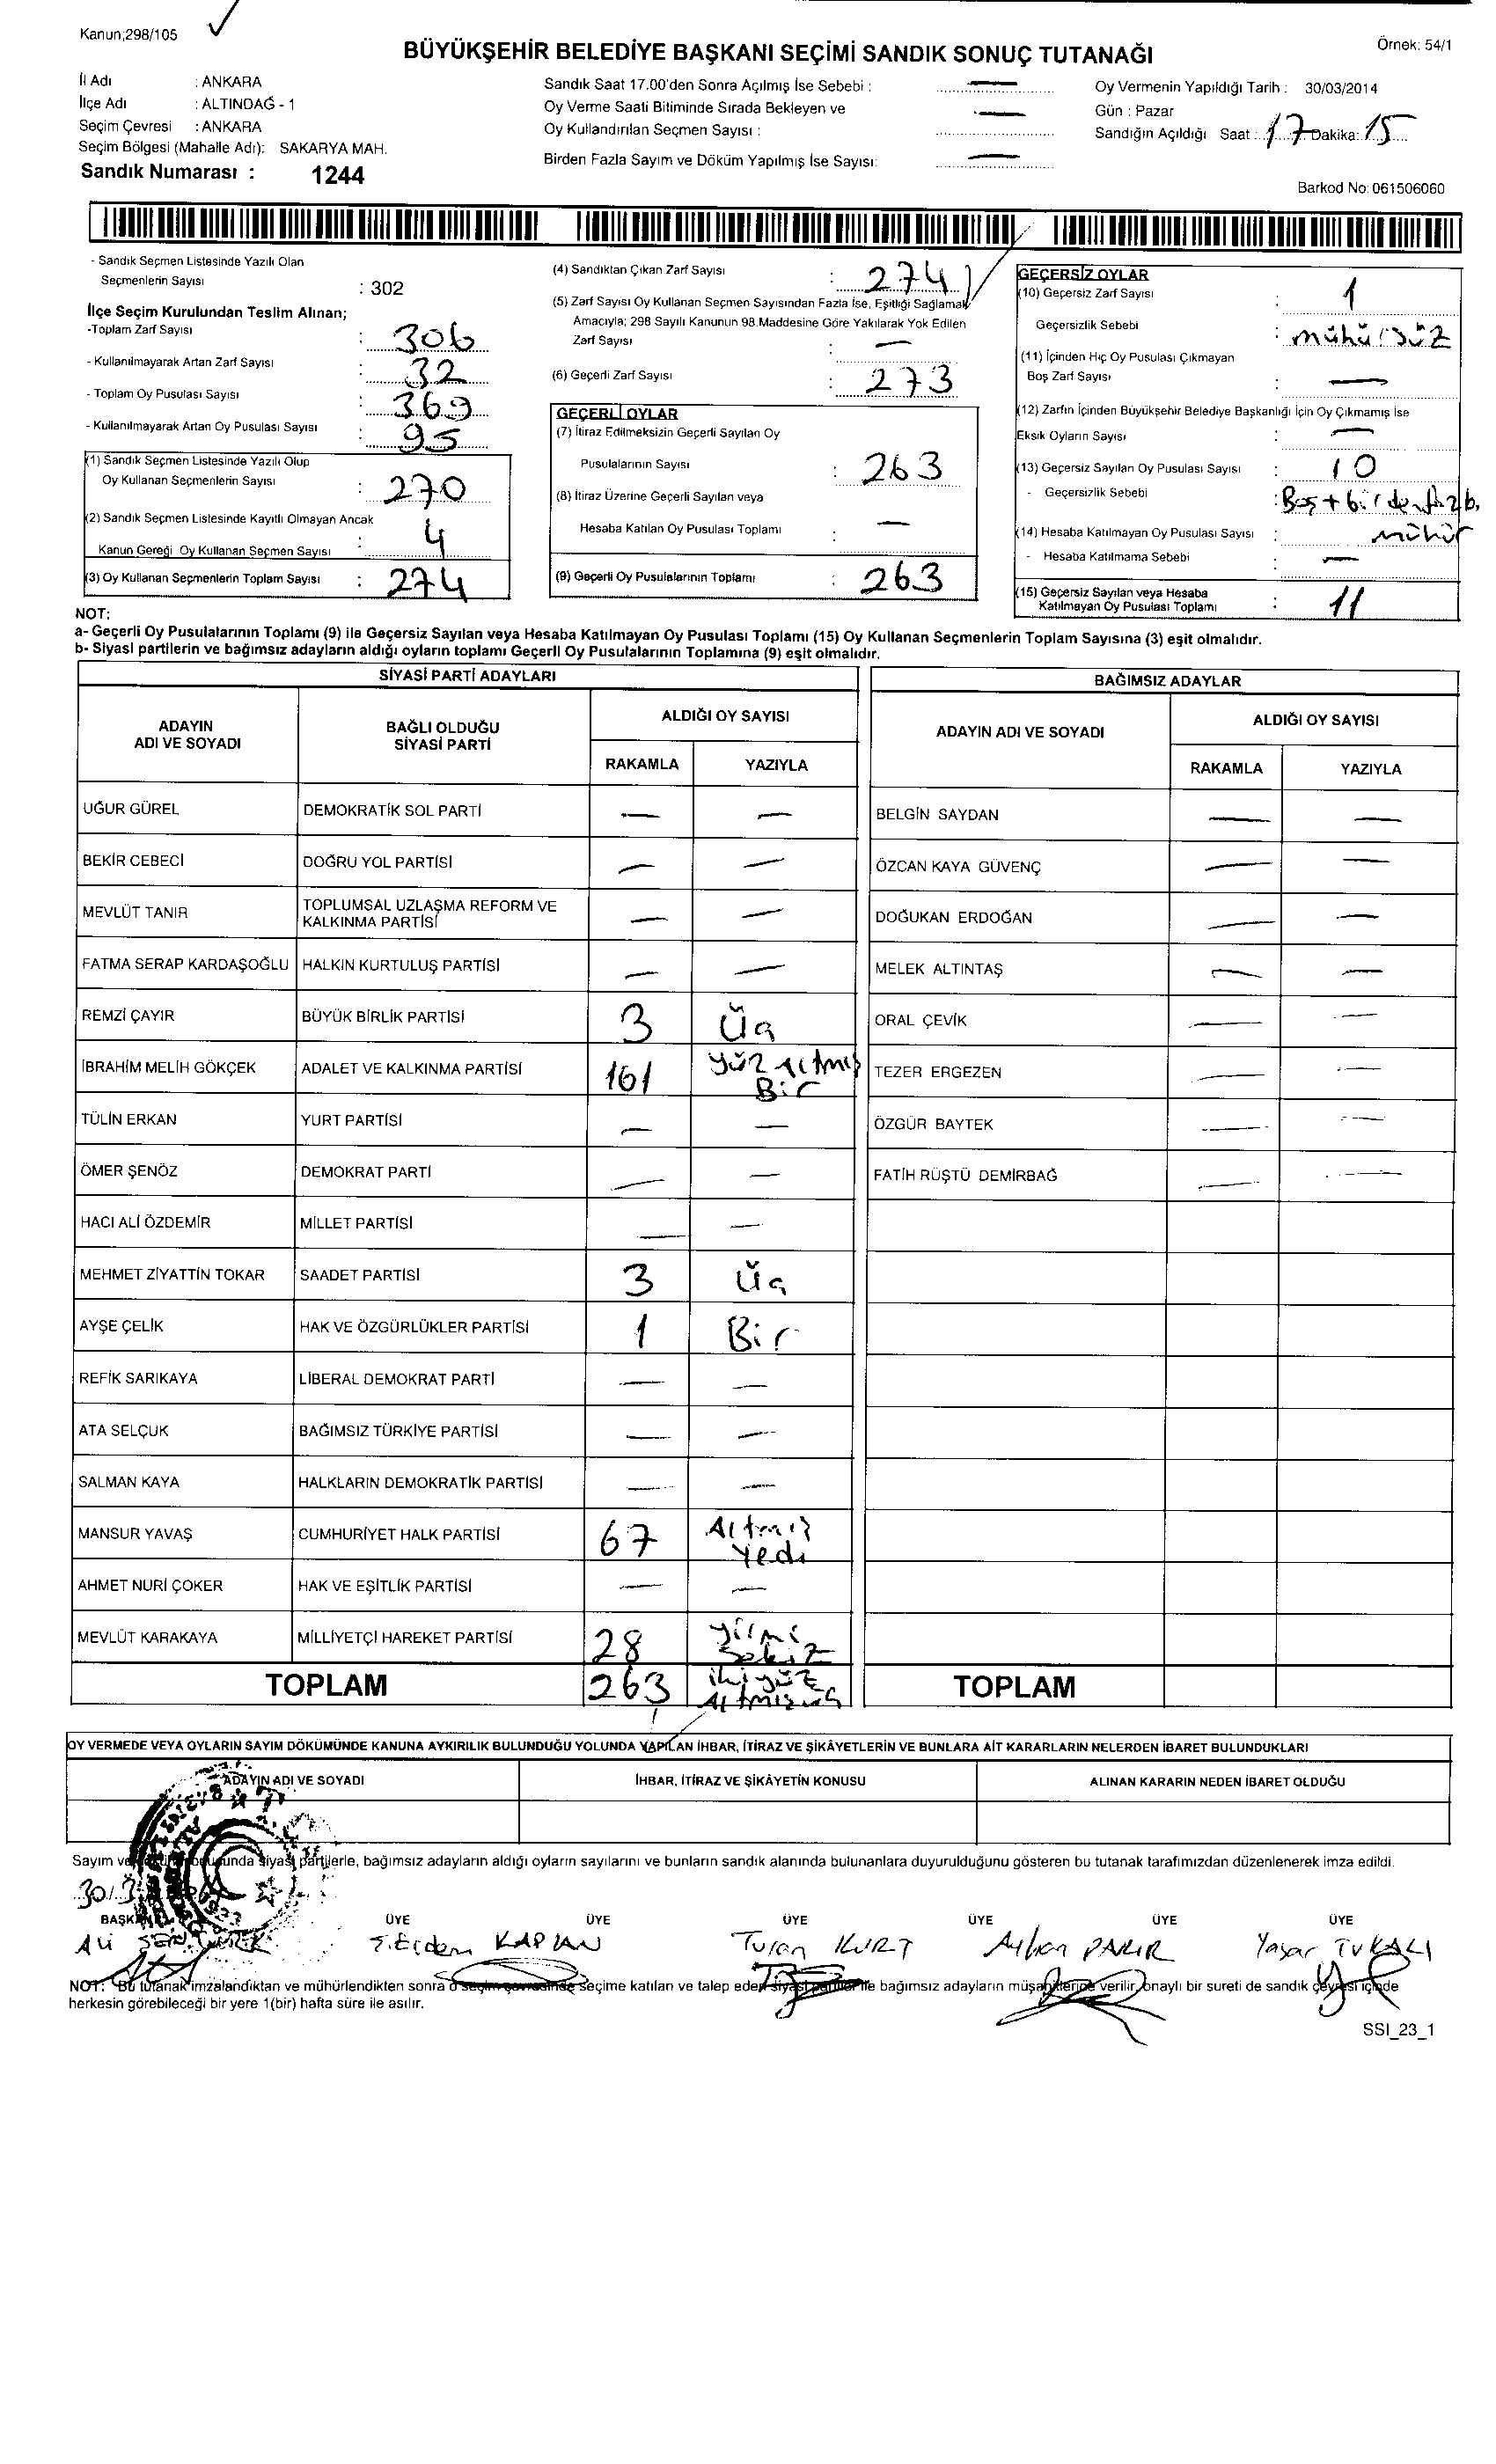 Kanun;298/105
BÜYÜKŞEHİR BELEDİYE BAŞKANI SEÇİMİ SANDIK SONUÇ TUTANAĞI
Örnek: 54/1
İl Adı : ANKARA
İlçe Adı : ALTINDAĞ - 1
Seçim Çevresi : ANKARA
Seçim Bölgesi (Mahalle Adı): SAKARYA MAH.
Sandık Numarası : 1244
Sandık Saat 17.00'den Sonra Açılmış İse Sebebi : —
Oy Verme Saati Bitiminde Sırada Bekleyen ve
Oy Kullandırılan Seçmen Sayısı : —
Birden Fazla Sayım ve Döküm Yapılmış İse Sayısı: —
Oy Vermenin Yapıldığı Tarih : 30/03/2014
Gün : Pazar
Sandığın Açıldığı Saat : 17 Dakika: 15
Barkod No: 061506060
- Sandık Seçmen Listesinde Yazılı Olan
Seçmenlerin Sayısı : 302
İlçe Seçim Kurulundan Teslim Alınan;
-Toplam Zarf Sayısı : 306
- Kullanılmayarak Artan Zarf Sayısı : 32
- Toplam Oy Pusulası Sayısı : 369
- Kullanılmayarak Artan Oy Pusulası Sayısı : 95
(1) Sandık Seçmen Listesinde Yazılı Olup
Oy Kullanan Seçmenlerin Sayısı : 270
(2) Sandık Seçmen Listesinde Kayıtlı Olmayan Ancak
Kanun Gereği Oy Kullanan Seçmen Sayısı : 4
(3) Oy Kullanan Seçmenlerin Toplam Sayısı : 274
(4) Sandıktan Çıkan Zarf Sayısı : 274
(5) Zarf Sayısı Oy Kullanan Seçmen Sayısından Fazla İse, Eşitliği Sağlamak
Amacıyla; 298 Sayılı Kanunun 98.Maddesine Göre Yakılarak Yok Edilen
Zarf Sayısı : —
(6) Geçerli Zarf Sayısı : 273
GEÇERLİ OYLAR
(7) İtiraz Edilmeksizin Geçerli Sayılan Oy
Pusulalarının Sayısı : 263
(8) İtiraz Üzerine Geçerli Sayılan veya
Hesaba Katılan Oy Pusulası Toplamı : —
(9) Geçerli Oy Pusulalarının Toplamı : 263
GEÇERSİZ OYLAR
(10) Geçersiz Zarf Sayısı : 1
Geçersizlik Sebebi : mühürsüz
(11) İçinden Hiç Oy Pusulası Çıkmayan
Boş Zarf Sayısı : —
(12) Zarfın İçinden Büyükşehir Belediye Başkanlığı İçin Oy Çıkmamış İse
Eksik Oyların Sayısı : —
(13) Geçersiz Sayılan Oy Pusulası Sayısı : 10
- Geçersizlik Sebebi : Boş + birden fazla
mühür
(14) Hesaba Katılmayan Oy Pusulası Sayısı :
- Hesaba Katılmama Sebebi : —
(15) Geçersiz Sayılan veya Hesaba
Katılmayan Oy Pusulası Toplamı : 11
NOT:
a- Geçerli Oy Pusulalarının Toplamı (9) ile Geçersiz Sayılan veya Hesaba Katılmayan Oy Pusulası Toplamı (15) Oy Kullanan Seçmenlerin Toplam Sayısına (3) eşit olmalıdır.
b- Siyasi partilerin ve bağımsız adayların aldığı oyların toplamı Geçerli Oy Pusulalarının Toplamına (9) eşit olmalıdır.
SİYASİ PARTİ ADAYLARI
ADAYIN ADI VE SOYADI BAĞLI OLDUĞU SİYASİ PARTİ ALDIĞI OY SAYISI
RAKAMLA YAZIYLA
UĞUR GÜREL DEMOKRATİK SOL PARTİ — —
BEKİR CEBECİ DOĞRU YOL PARTİSİ — —
MEVLÜT TANIR TOPLUMSAL UZLAŞMA REFORM VE KALKINMA PARTİSİ — —
FATMA SERAP KARDAŞOĞLU HALKIN KURTULUŞ PARTİSİ — —
REMZİ ÇAYIR BÜYÜK BİRLİK PARTİSİ 3 Üç
İBRAHİM MELİH GÖKÇEK ADALET VE KALKINMA PARTİSİ 161 Yüz Altmış Bir
TÜLİN ERKAN YURT PARTİSİ — —
ÖMER ŞENÖZ DEMOKRAT PARTİ — —
HACI ALİ ÖZDEMİR MİLLET PARTİSİ — —
MEHMET ZİYATTİN TOKAR SAADET PARTİSİ 3 Üç
AYŞE ÇELİK HAK VE ÖZGÜRLÜKLER PARTİSİ 1 Bir
REFİK SARIKAYA LİBERAL DEMOKRAT PARTİ — —
ATA SELÇUK BAĞIMSIZ TÜRKİYE PARTİSİ — —
SALMAN KAYA HALKLARIN DEMOKRATİK PARTİSİ — —
MANSUR YAVAŞ CUMHURİYET HALK PARTİSİ 67 Altmış Yedi
AHMET NURİ ÇOKER HAK VE EŞİTLİK PARTİSİ — —
MEVLÜT KARAKAYA MİLLİYETÇİ HAREKET PARTİSİ 28 Yirmi Sekiz
TOPLAM 263 ikiyüz Altmışüç
BAĞIMSIZ ADAYLAR
ADAYIN ADI VE SOYADI ALDIĞI OY SAYISI
RAKAMLA YAZIYLA
BELGİN SAYDAN — —
ÖZCAN KAYA GÜVENÇ — —
DOĞUKAN ERDOĞAN — —
MELEK ALTINTAŞ — —
ORAL ÇEVİK — —
TEZER ERGEZEN — —
ÖZGÜR BAYTEK — —
FATİH RÜŞTÜ DEMİRBAĞ — —
TOPLAM
OY VERMEDE VEYA OYLARIN SAYIM DÖKÜMÜNDE KANUNA AYKIRILIK BULUNDUĞU YOLUNDA YAPILAN İHBAR, İTİRAZ VE ŞİKÂYETLERİN VE BUNLARA AİT KARARLARIN NELERDEN İBARET BULUNDUKLARI
ADAYIN ADI VE SOYADI İHBAR, İTİRAZ VE ŞİKÂYETİN KONUSU ALINAN KARARIN NEDEN İBARET OLDUĞU
Sayım ve siyasi partilerle, bağımsız adayların aldığı oyların sayılarını ve bunların sandık alanında bulunanlara duyurulduğunu gösteren bu tutanak tarafımızdan düzenlenerek imza edildi.
30/3
BAŞKAN ÜYE ÜYE ÜYE ÜYE ÜYE ÜYE
Ali KAPLAN Turan KURT Ayhan Yaşar
NOT: Bu tutanak imzalandıktan ve mühürlendikten sonra o seçim çevresinde seçime katılan ve talep eden siyasi partiler ile bağımsız adayların müşahitlerine verilir, onaylı bir sureti de sandık çevresi içinde
herkesin görebileceği bir yere 1(bir) hafta süre ile asılır.
SSI_23_1